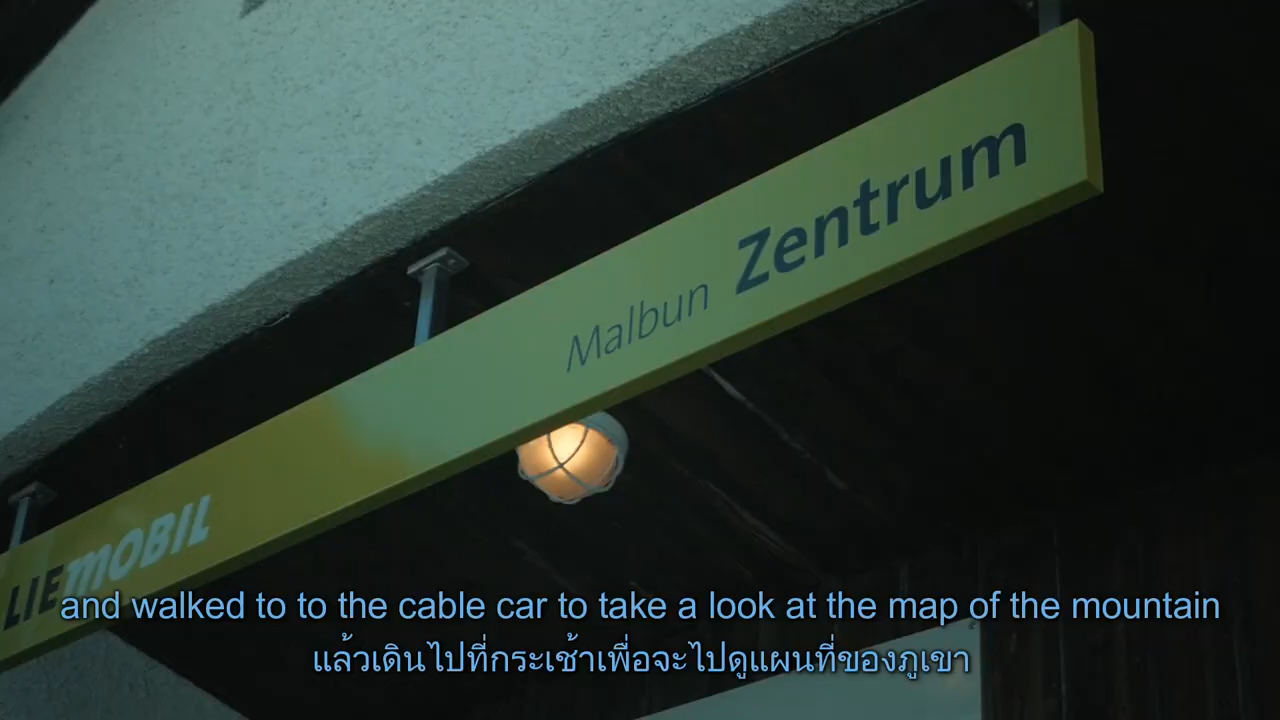 Malbun Zentrum
LIEMOBIL
and walked to to the cable car to take a look at the map of the mountain
แล้วเดินไปที่กระเช้าเพื่อจะไปดูแผนที่ของภูเขา